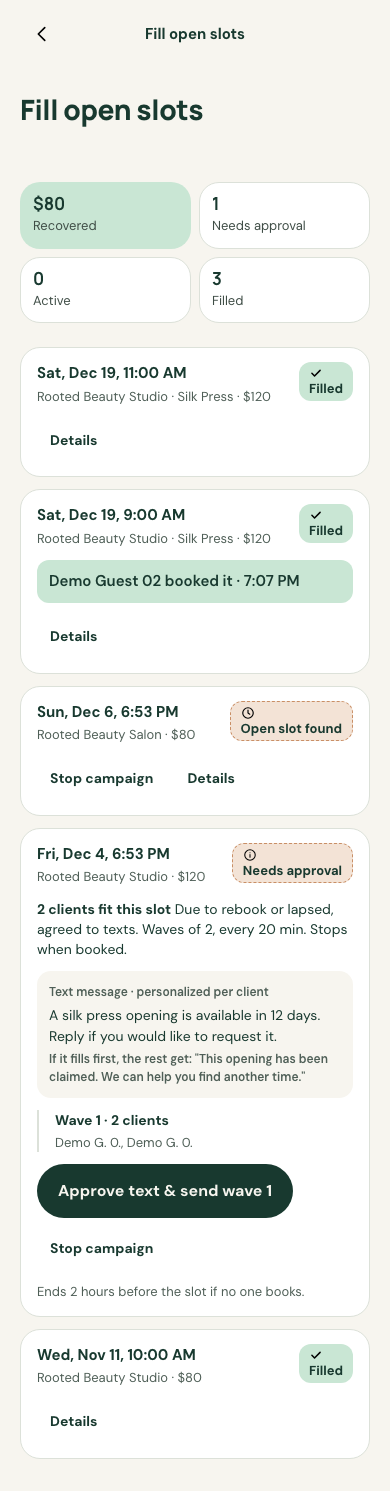 Fill open slots
Fill open slots
$80
Recovered
1
Needs approval
0
Active
3
Filled
Sat, Dec 19, 11:00 AM
Rooted Beauty Studio · Silk Press · $120
Filled
Details
Sat, Dec 19, 9:00 AM
Rooted Beauty Studio · Silk Press · $120
Filled
Demo Guest 02 booked it · 7:07 PM
Details
Sun, Dec 6, 6:53 PM
Rooted Beauty Salon · $80
Open slot found
Stop campaign
Details
Fri, Dec 4, 6:53 PM
Rooted Beauty Studio · $120
Needs approval
2 clients fit this slot Due to rebook or lapsed,
agreed to texts. Waves of 2, every 20 min. Stops
when booked.
Text message · personalized per client
A silk press opening is available in 12 days.
Reply if you would like to request it.
If it fills first, the rest get: "This opening has been
claimed. We can help you find another time."
Wave 1 · 2 clients
Demo G. 0., Demo G. 0.
Approve text & send wave 1
Stop campaign
Ends 2 hours before the slot if no one books.
Wed, Nov 11, 10:00 AM
Rooted Beauty Studio · $80
Filled
Details